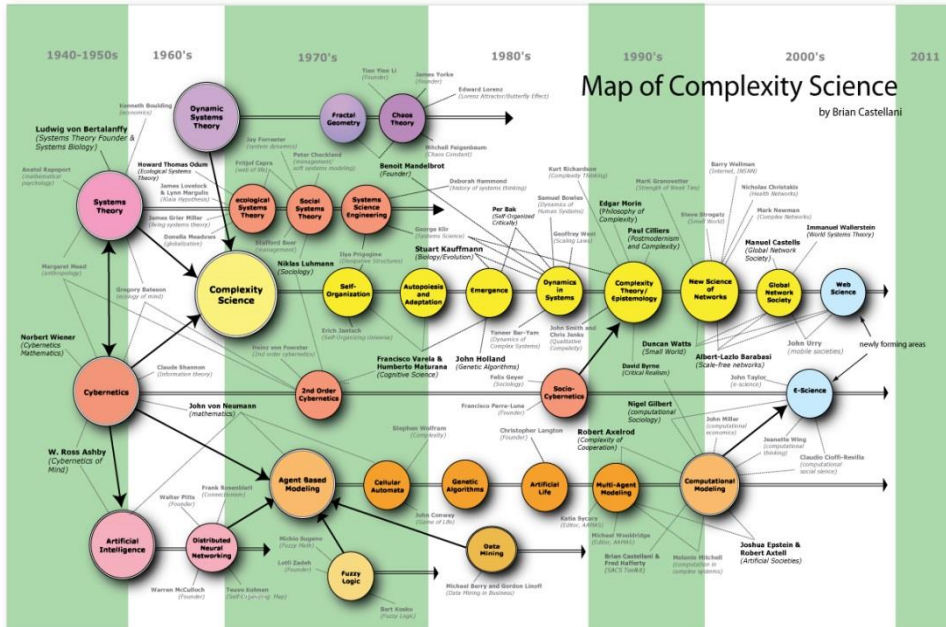 1940-1950s
1960's
1970's
1980's
1990's
2000's
2011
Map of Complexity Science
by Brian Castellani
Tien Yien Li
(Founder)
James Yorke
(Founder)
Edward Lorenz
(Lorenz Attractor/Butterfly Effect)
Kenneth Boulding
(economics)
Dynamic
Systems
Theory
Fractal
Geometry
Chaos
Theory
Mitchell Feigenbaum
(Chaos Constant)
Ludwig von Bertalanffy
(Systems Theory Founder &
Systems Biology)
Jay Forrester
(system dynamics)
Peter Checkland
(management/
soft systems modeling)
Benoit Mandelbrot
(Founder)
Anatol Rapoport
(mathematical
psychology)
Howard Thomas Odum
(Ecological Systems
Theory)
Fritjof Capra
(web of life)
James Lovelock
& Lynn Margulis
(Gaia Hypothesis)
James Grier Miller
(living systems theory)
Donella Meadows
(globalization)
Systems
Theory
ecological
Systems
Theory
Social
Systems
Theory
Systems
Science
Engineering
Deborah Hammond
(history of systems thinking)
George Klir
(Systems Science)
Stafford Beer
(management)
Ilya Prigogine
(Dissipative Structures)
Per Bak
(Self-Organized
Critically)
Samuel Bowles
(Dynamics of
Human Systems)
Geoffrey West
(Scaling Laws)
Kurt Richardson
(Complexity Thinking)
Edgar Morin
(Philosophy of
Complexity)
Paul Cilliers
(Postmodernism
and Complexity)
Mark Granovetter
(Strength of Weak Ties)
Barry Wellman
(Internet, INSNA)
Nicholas Christakis
(Health Networks)
Steve Strogatz
(Small World)
Mark Newman
(Complex Networks)
Manuel Castells
(Global Network
Society)
Immanuel Wallerstein
(World Systems Theory)
Margaret Mead
(anthropology)
Gregory Bateson
(ecology of mind)
Niklas Luhmann
(Sociology)
Stuart Kauffmann
(Biology/Evolution)
Complexity
Science
Self-
Organization
Autopoiesis and
Adaptation
Emergence
Dynamics
in
Systems
Complexity
Theory/
Epistemology
New Science
of
Networks
Global
Network
Society
Web
Science
Erich Jantsch
(Self-Organizing Universe)
Heinz von Foerster
(2nd order cybernetics)
Francisco Varela &
Humberto Maturana
(Cognitive Science)
John Holland
(Genetic Algorithms)
Yaneer Bar-Yam
(Dynamics of
Complex Systems)
John Smith and
Chris Jenks
(Qualitative
Complexity)
Duncan Watts
(Small World)
Albert-Lazlo Barabasi
(Scale-free networks)
John Urry
(mobile societies)
newly forming areas
Norbert Wiener
(Cybernetics
Mathematics)
Claude Shannon
(Information theory)
Cybernetics
John von Neumann
(mathematics)
2nd Order
Cybernetics
Felix Geyer
(Sociology)
Francisco Parra-Luna
(Founder)
Socio-
Cybernetics
David Byrne
(Critical Realism)
John Taylor
(e-science)
E-Science
W. Ross Ashby
(Cybernetics of
Mind)
Stephen Wolfram
(Complexity)
Christopher Langton
(Founder)
Robert Axelrod
(Complexity of
Cooperation)
Nigel Gilbert
(computational
Sociology)
John Miller
(computational
economics)
Jeanette Wing
(computational
thinking)
Claudio Cioffi-Revilla
(computational
social sience)
Walter Pitts
(Founder)
Frank Rosenblatt
(Connectionism)
Agent Based
Modeling
Cellular
Automata
Genetic
Algorithms
Artificial
Life
Multi-Agent
Modeling
Computational
Modeling
John Conway
(Game of Life)
Katia Sycara
(Editor, AAMAS)
Michael Wooldridge
(Editor, AAMAS)
Brian Castellani &
Fred Hafferty
(SACS Toolkit)
Melanie Mitchell
(Computation in
complex systems)
Joshua Epstein &
Robert Axtell
(Artificial Societies)
Artificial
Intelligence
Distributed
Neural
Networking
Warren McCulloch
(Founder)
Teuvo Kohonen
(Self-Organizing Map)
Michio Sugeno
(Fuzzy Math)
Lotfi Zadeh
(Founder)
Fuzzy
Logic
Bart Kosko
(Fuzzy Logic)
Data
Mining
Michael Berry and Gordon Linoff
(Data Mining in Business)